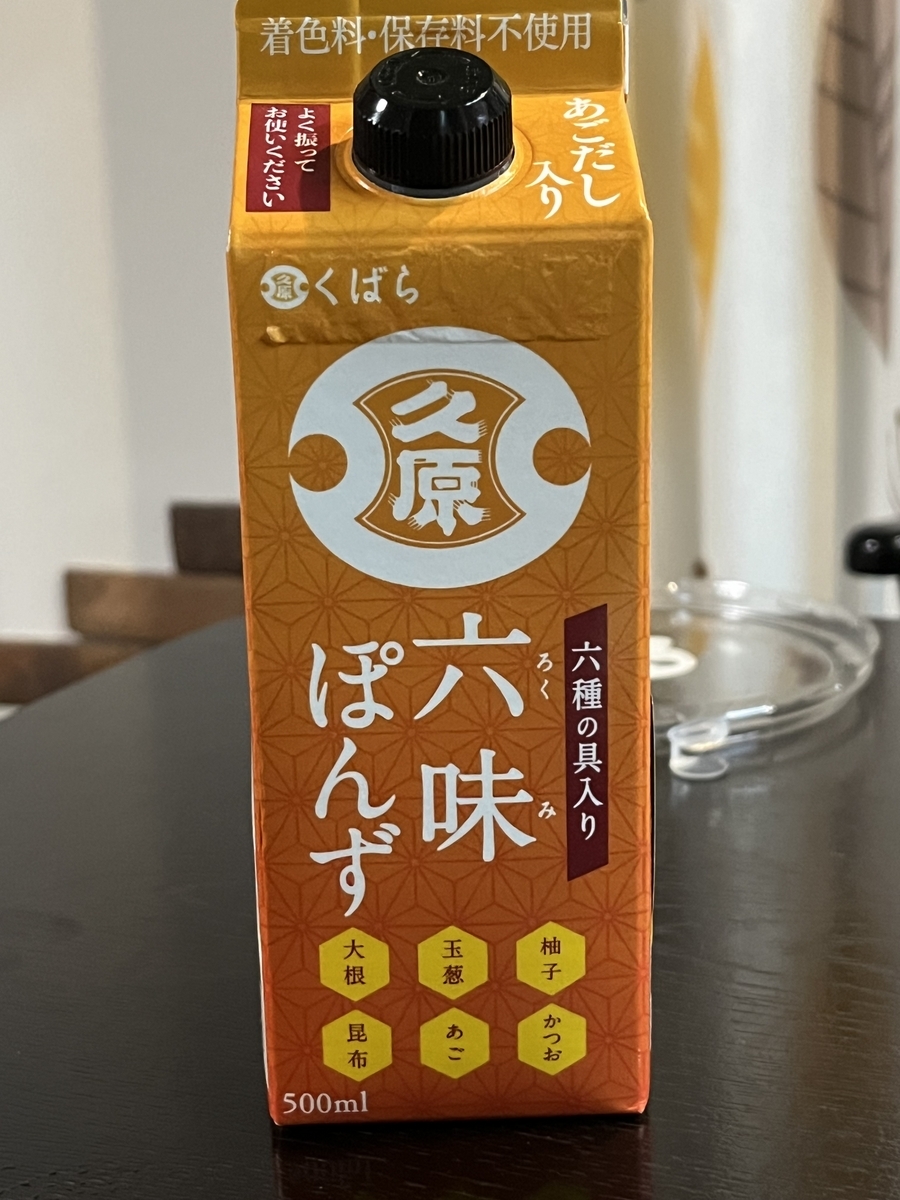 着色料・保存料不使用
あごだし
入り
よく振って
お使いください
久原
くばら
久原
六種の具入り
六味
ろくみ
ぽんず
柚子
玉葱
大根
かつお
あご
昆布
500ml